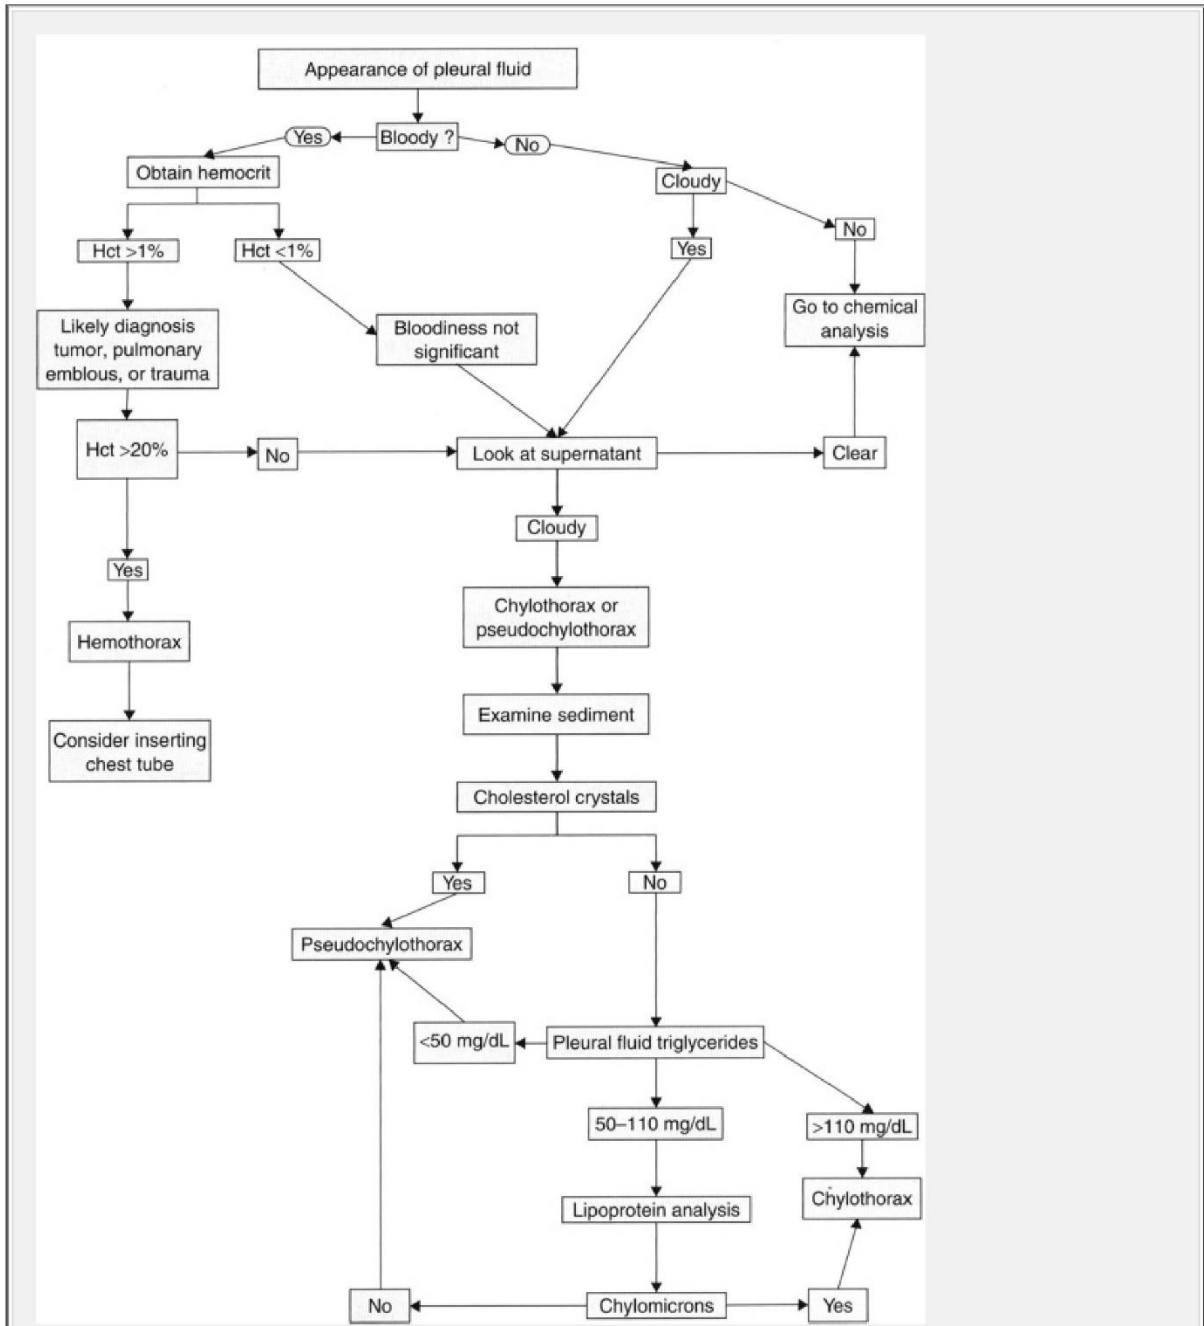 Appearance of pleural fluid
Yes
Bloody ?
No
Obtain hemocrit
Cloudy
Hct >1%
Hct <1%
Yes
No
Likely diagnosis
tumor, pulmonary
emblous, or trauma
Bloodiness not
significant
Go to chemical
analysis
Hct >20%
No
Look at supernatant
Clear
Cloudy
Yes
Chylothorax or
pseudochylothorax
Hemothorax
Examine sediment
Consider inserting
chest tube
Cholesterol crystals
Yes
No
Pseudochylothorax
<50 mg/dL
Pleural fluid triglycerides
50–110 mg/dL
>110 mg/dL
Lipoprotein analysis
Chylothorax
No
Chylomicrons
Yes